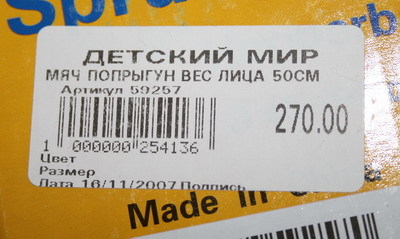 Spru
ДЕТСКИЙ МИР
МЯЧ ПОПРЫГУН ВЕС ЛИЦА 50СМ
Артикул 59257
270.00
1 000000 254136
Цвет
Размер
Дата 16/11/2007 Подпись
Made in